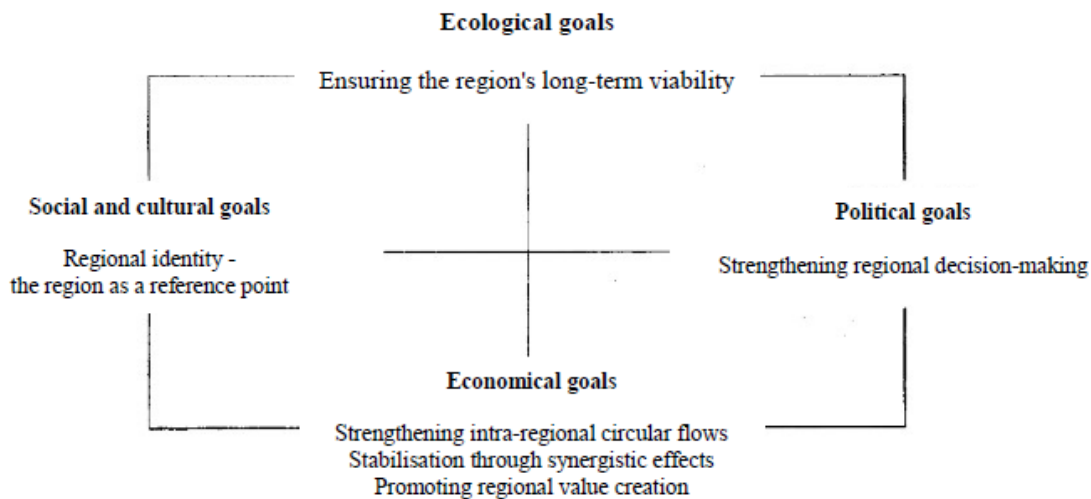 Ecological goals
Ensuring the region's long-term viability
Social and cultural goals
Regional identity -
the region as a reference point
Political goals
Strengthening regional decision-making
Economical goals
Strengthening intra-regional circular flows
Stabilisation through synergistic effects
Promoting regional value creation